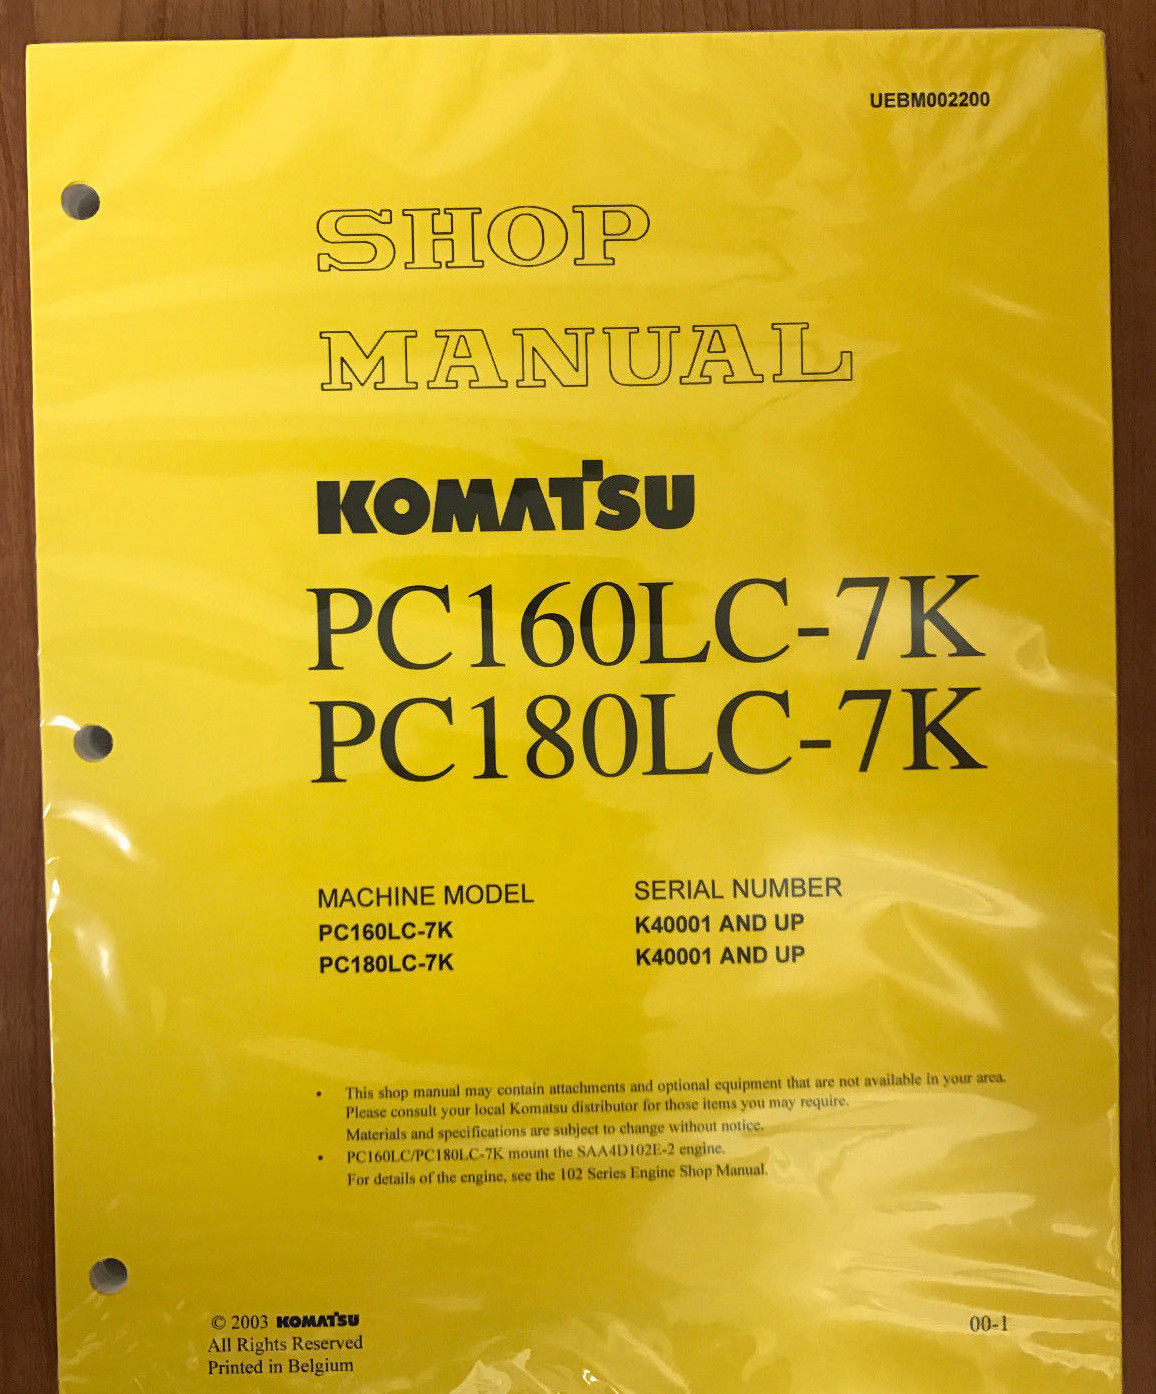 UEBM002200
SHOP
MANUAL
KOMATSU
PC160LC-7K
PC180LC-7K
MACHINE MODEL SERIAL NUMBER
PC160LC-7K K40001 AND UP
PC180LC-7K K40001 AND UP
• This shop manual may contain attachments and optional equipment that are not available in your area.
Please consult your local Komatsu distributor for those items you may require.
Materials and specifications are subject to change without notice.
• PC160LC/PC180LC-7K mount the SAA4D102E-2 engine.
For details of the engine, see the 102 Series Engine Shop Manual.
© 2003 KOMATSU
All Rights Reserved
Printed in Belgium
00-1